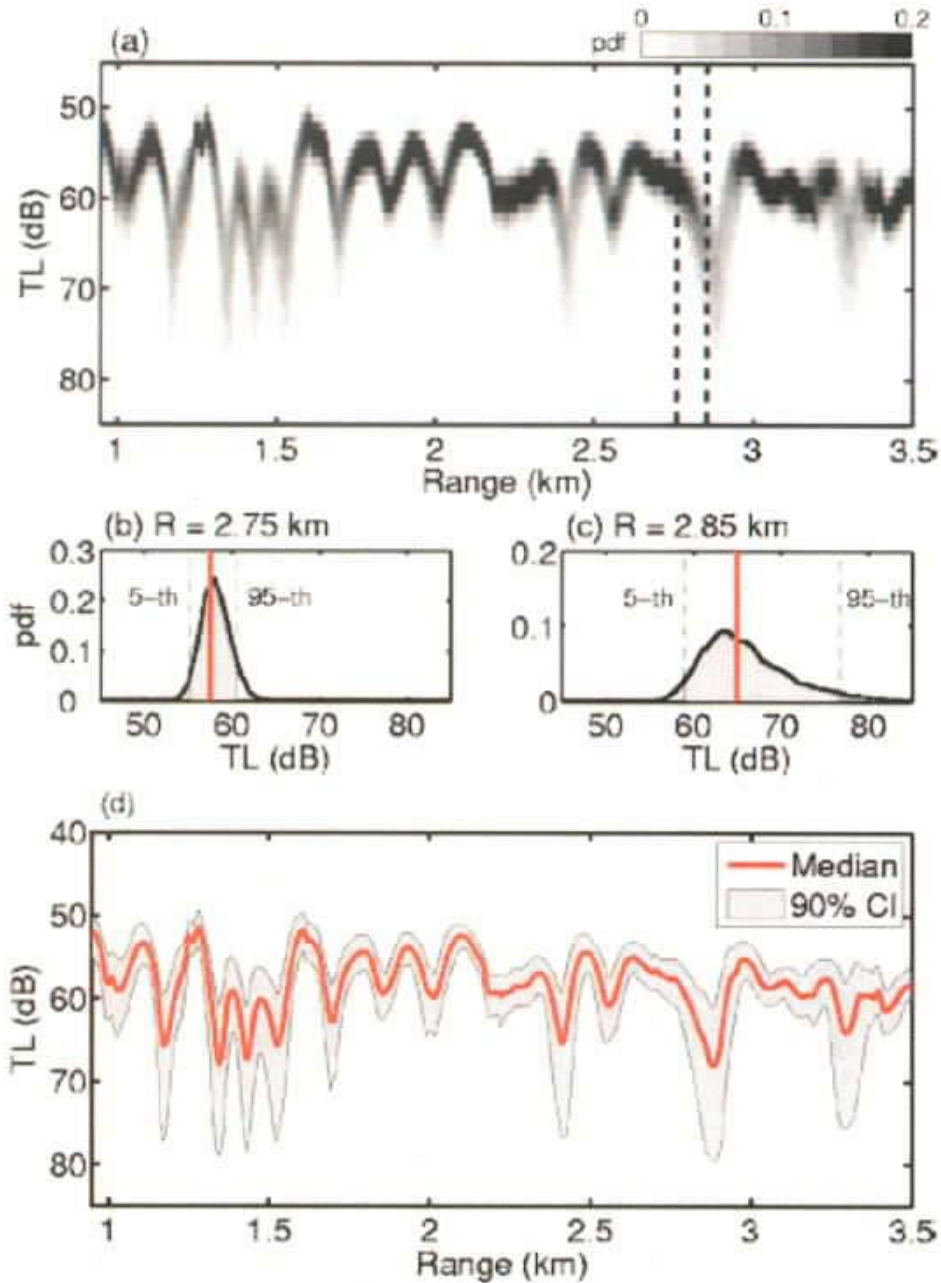 0 0.1 0.2
(a) pdf
50
60
70
80
TL (dB)
1 1.5 2 2.5 3 3.5
Range (km)
(b) R = 2.75 km
0.3
0.2
0.1
0
pdf
5-th 95-th
50 60 70 80
TL (dB)
(c) R = 2.85 km
0.2
0.1
0
5-th 95-th
50 60 70 80
TL (dB)
(d)
40
50
60
70
80
TL (dB)
Median
90% CI
1 1.5 2 2.5 3 3.5
Range (km)